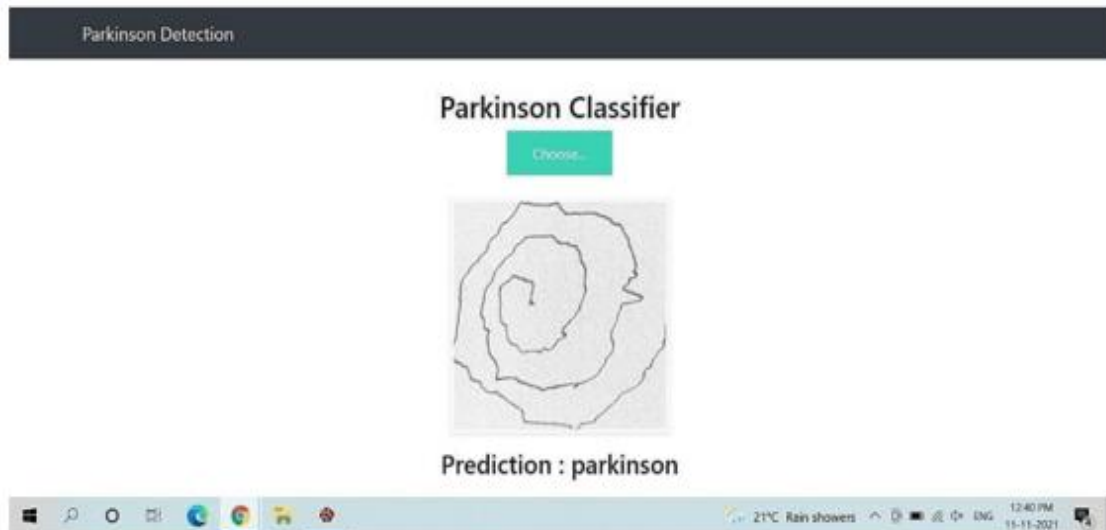 Parkinson Detection
Parkinson Classifier
Choose...
Prediction : parkinson
21°C Rain showers ENG 12:40 PM
11-11-2021